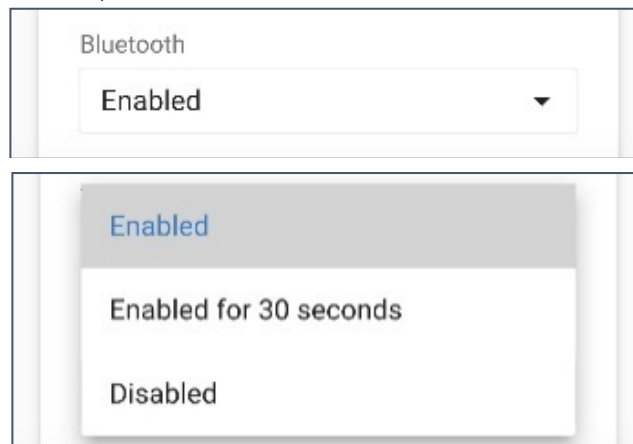 Bluetooth
Enabled
Enabled
Enabled for 30 seconds
Disabled